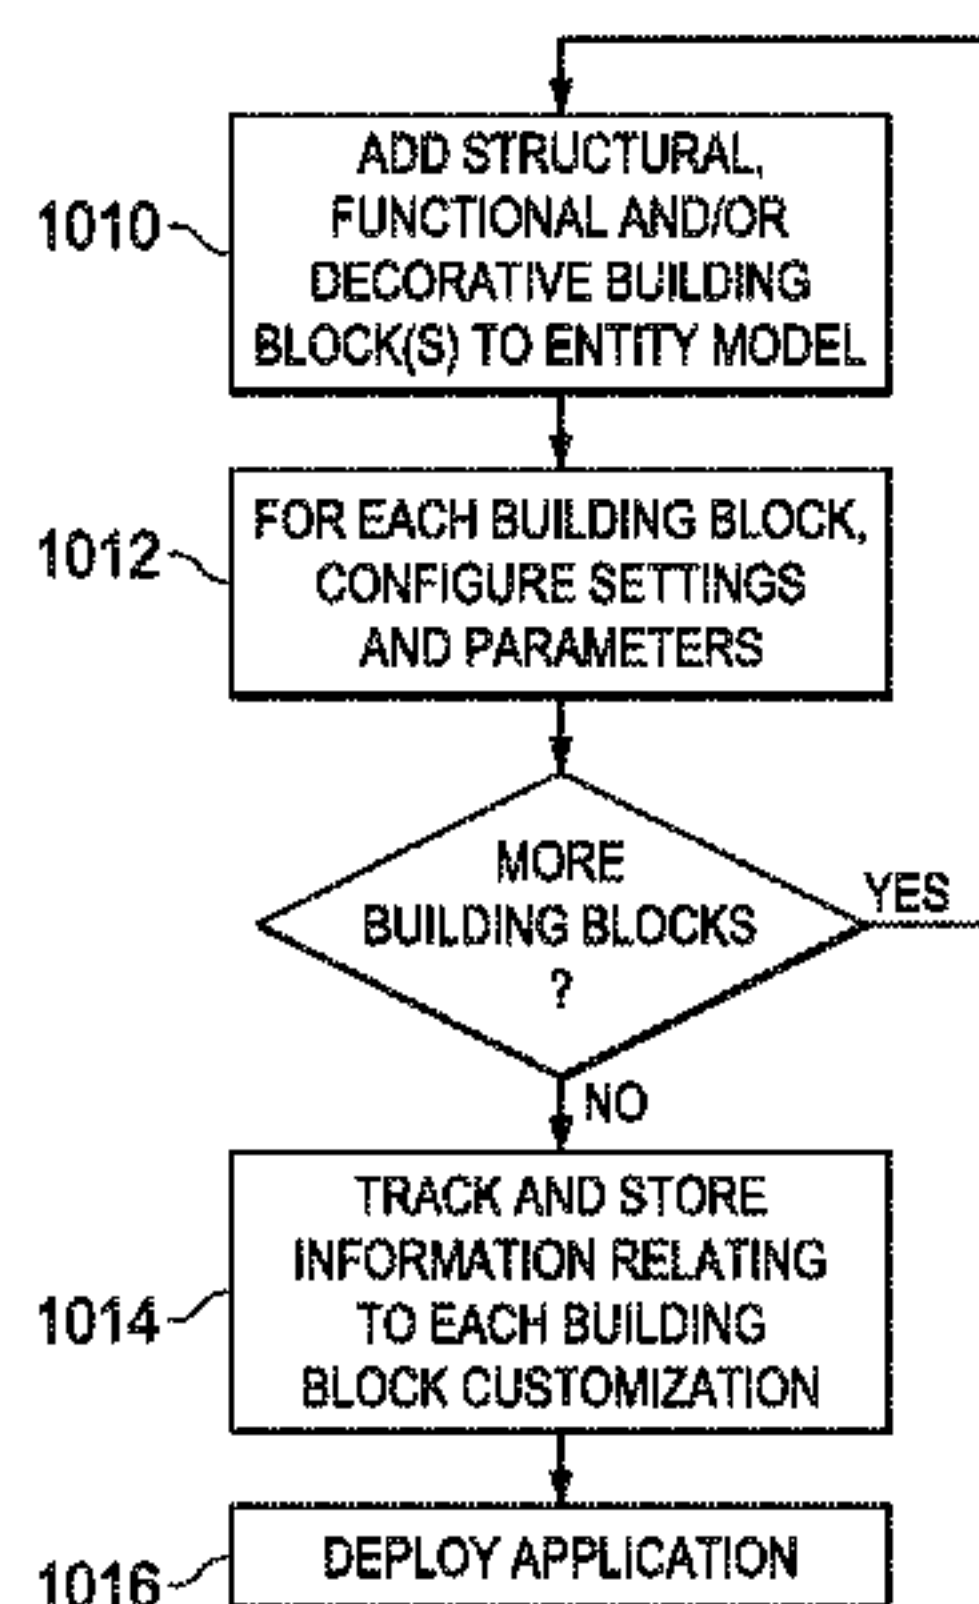 1010
ADD STRUCTURAL,
FUNCTIONAL AND/OR
DECORATIVE BUILDING
BLOCK(S) TO ENTITY MODEL
1012
FOR EACH BUILDING BLOCK,
CONFIGURE SETTINGS
AND PARAMETERS
MORE
BUILDING BLOCKS
?
YES
NO
1014
TRACK AND STORE
INFORMATION RELATING
TO EACH BUILDING
BLOCK CUSTOMIZATION
1016
DEPLOY APPLICATION